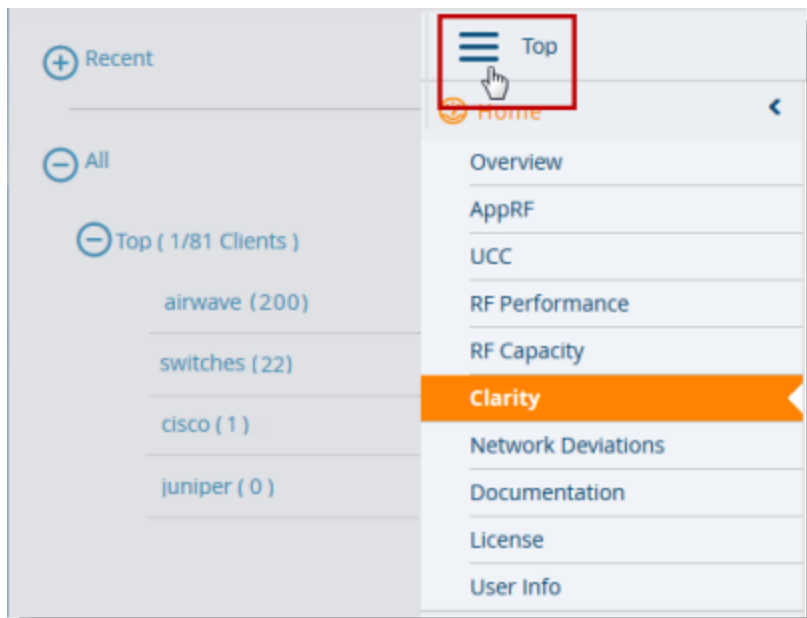 Recent
All
Top ( 1/81 Clients )
airwave (200)
switches (22)
cisco ( 1 )
juniper ( 0 )
Top
Home
Overview
AppRF
UCC
RF Performance
RF Capacity
Clarity
Network Deviations
Documentation
License
User Info